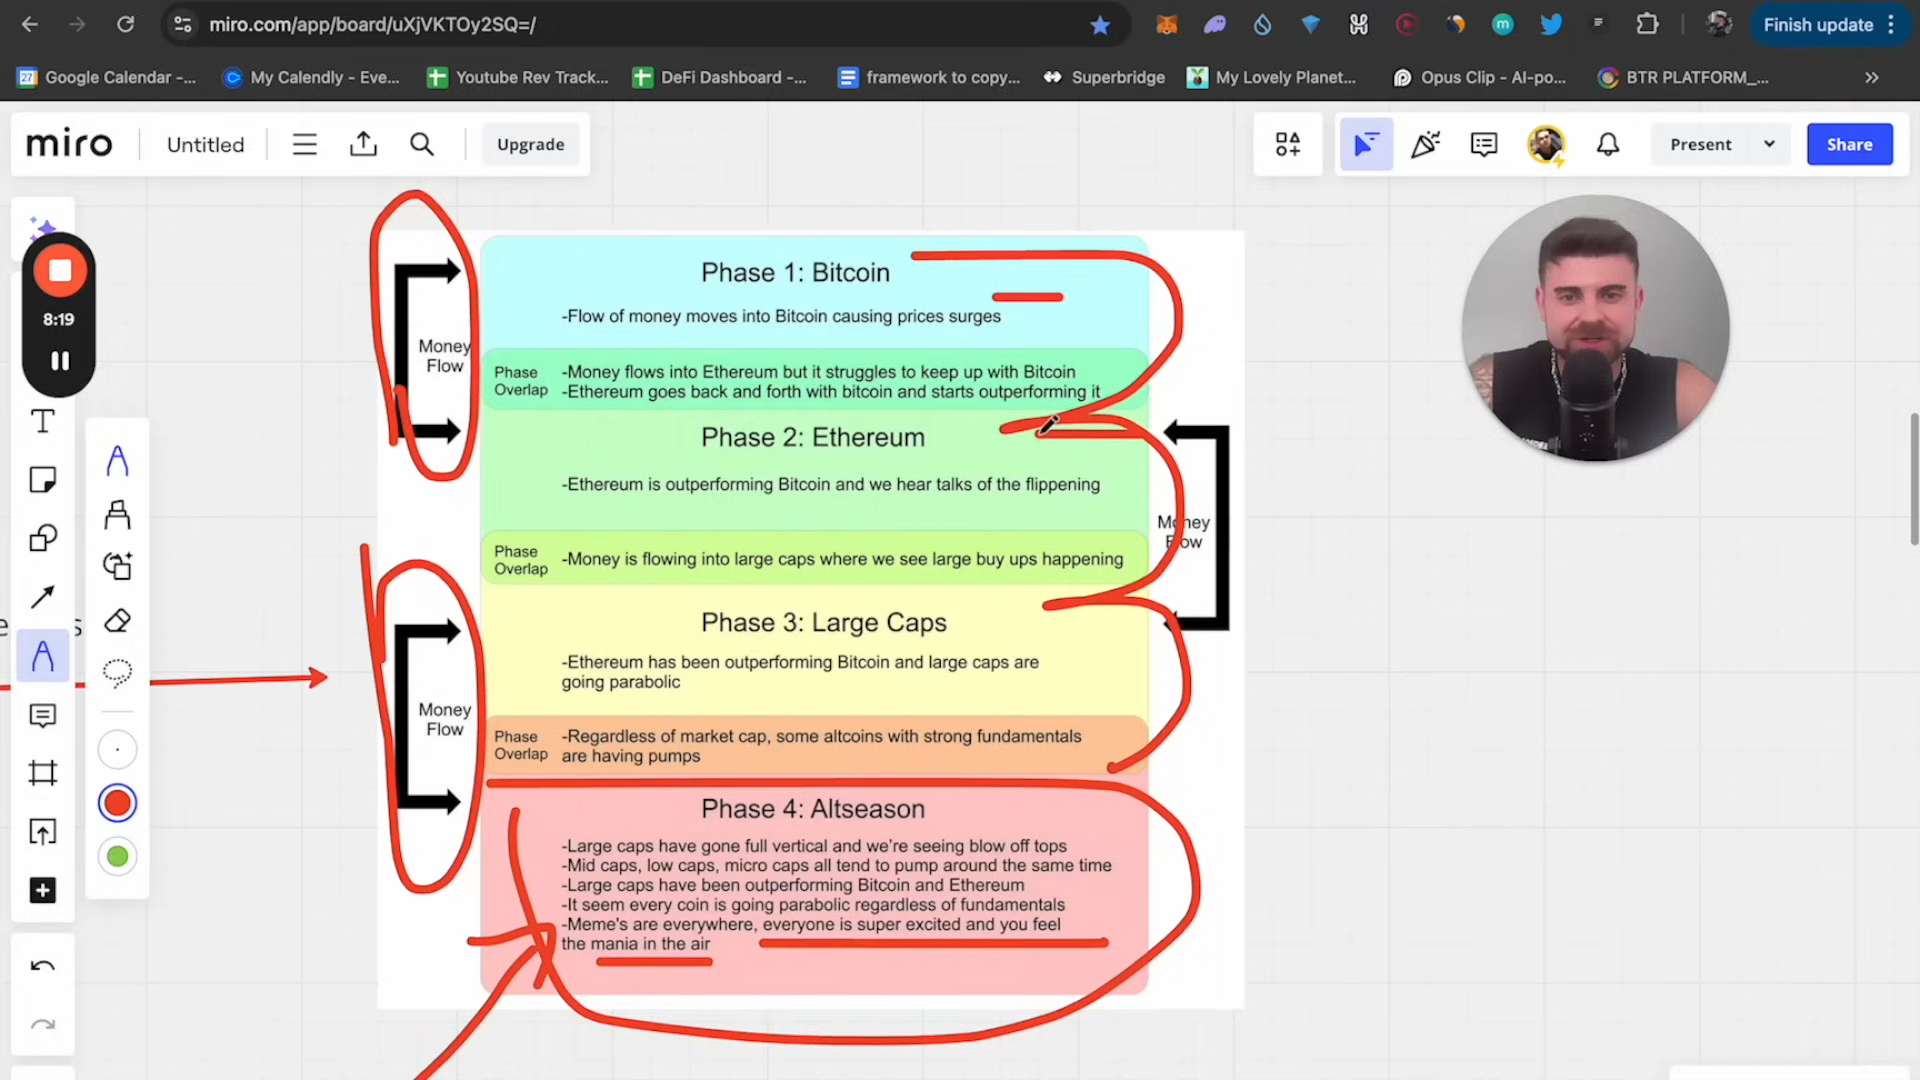 miro.com/app/board/uXjVKTOy2SQ=/
Finish update
27 Google Calendar -...
My Calendly - Eve...
Youtube Rev Track...
DeFi Dashboard -...
framework to copy...
Superbridge
My Lovely Planet...
Opus Clip - AI-po...
BTR PLATFORM_...
miro
Untitled
Upgrade
Present
Share
8:19
Phase 1: Bitcoin
-Flow of money moves into Bitcoin causing prices surges
Money
Flow
Phase
Overlap
-Money flows into Ethereum but it struggles to keep up with Bitcoin
-Ethereum goes back and forth with bitcoin and starts outperforming it
Phase 2: Ethereum
-Ethereum is outperforming Bitcoin and we hear talks of the flippening
Money
Flow
Phase
Overlap
-Money is flowing into large caps where we see large buy ups happening
Phase 3: Large Caps
-Ethereum has been outperforming Bitcoin and large caps are
going parabolic
Money
Flow
Phase
Overlap
-Regardless of market cap, some altcoins with strong fundamentals
are having pumps
Phase 4: Altseason
-Large caps have gone full vertical and we're seeing blow off tops
-Mid caps, low caps, micro caps all tend to pump around the same time
-Large caps have been outperforming Bitcoin and Ethereum
-It seem every coin is going parabolic regardless of fundamentals
-Meme's are everywhere, everyone is super excited and you feel
the mania in the air